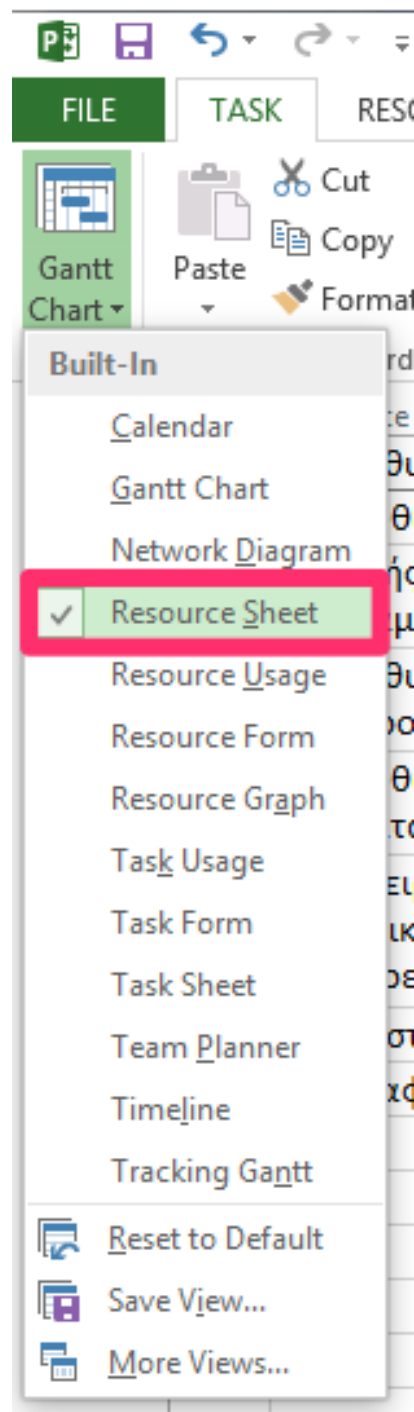 FILE TASK RESO
Cut
Copy
Format
Paste
Gantt
Chart
Built-In
Calendar
Gantt Chart
Network Diagram
Resource Sheet
Resource Usage
Resource Form
Resource Graph
Task Usage
Task Form
Task Sheet
Team Planner
Timeline
Tracking Gantt
Reset to Default
Save View...
More Views...